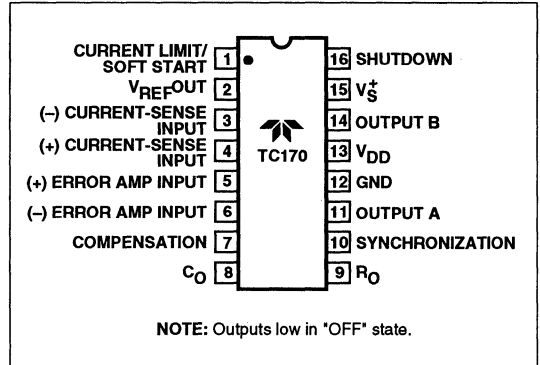 CURRENT LIMIT/
SOFT START 1
VREFOUT 2
(–) CURRENT-SENSE
INPUT 3
(+) CURRENT-SENSE
INPUT 4
(+) ERROR AMP INPUT 5
(–) ERROR AMP INPUT 6
COMPENSATION 7
CO 8
TC170
16 SHUTDOWN
15 VS+
14 OUTPUT B
13 VDD
12 GND
11 OUTPUT A
10 SYNCHRONIZATION
9 RO
NOTE: Outputs low in "OFF" state.